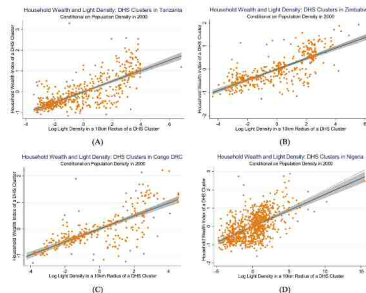 Household Wealth and Light Density: DHS Clusters in Tanzania
Conditional on Population Density in 2000
Household Wealth Index of a DHS Cluster
Log Light Density in a 10km Radius of a DHS Cluster
(A)
Household Wealth and Light Density: DHS Clusters in Zimbabwe
Conditional on Population Density in 2000
Household Wealth Index of a DHS Cluster
Log Light Density in a 10km Radius of a DHS Cluster
(B)
Household Wealth and Light Density: DHS Clusters in Congo DRC
Conditional on Population Density in 2000
Household Wealth Index of a DHS Cluster
Log Light Density in a 10km Radius of a DHS Cluster
(C)
Household Wealth and Light Density: DHS Clusters in Nigeria
Conditional on Population Density in 2000
Household Wealth Index of a DHS Cluster
Log Light Density in a 10km Radius of a DHS Cluster
(D)